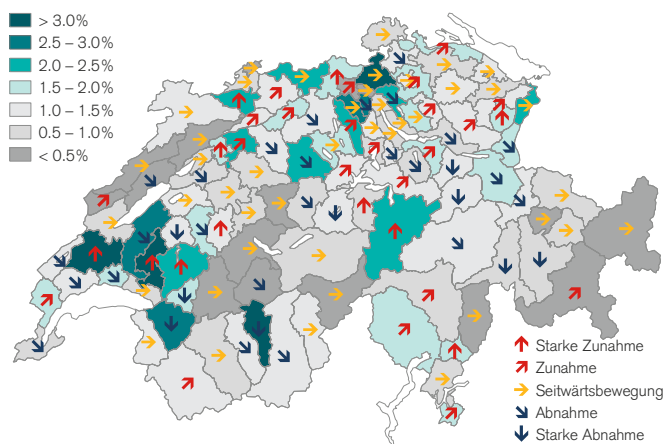 > 3.0%
2.5 – 3.0%
2.0 – 2.5%
1.5 – 2.0%
1.0 – 1.5%
0.5 – 1.0%
< 0.5%
Starke Zunahme
Zunahme
Seitwärtsbewegung
Abnahme
Starke Abnahme